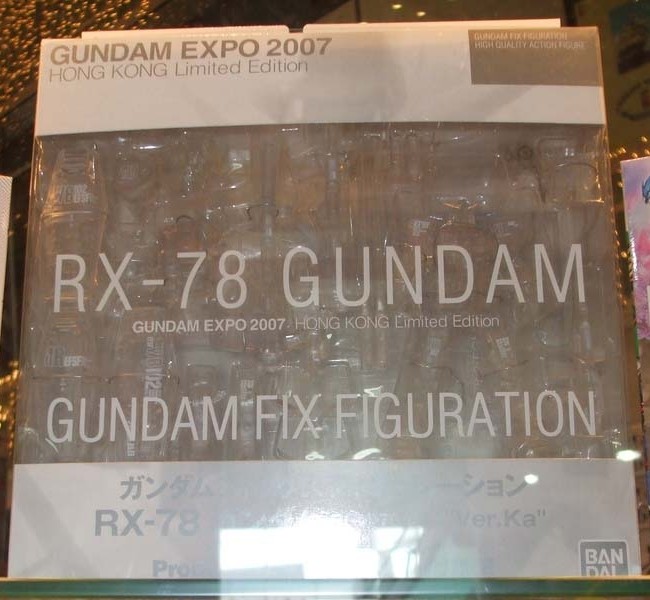 GUNDAM EXPO 2007
HONG KONG Limited Edition
GUNDAM FIX FIGURATION
HIGH QUALITY ACTION FIGURE
RX-78 GUNDAM
GUNDAM EXPO 2007 HONG KONG Limited Edition
GUNDAM FIX FIGURATION
ガンダム ーション
RX-78 "Ver.Ka"
BAN
DAI